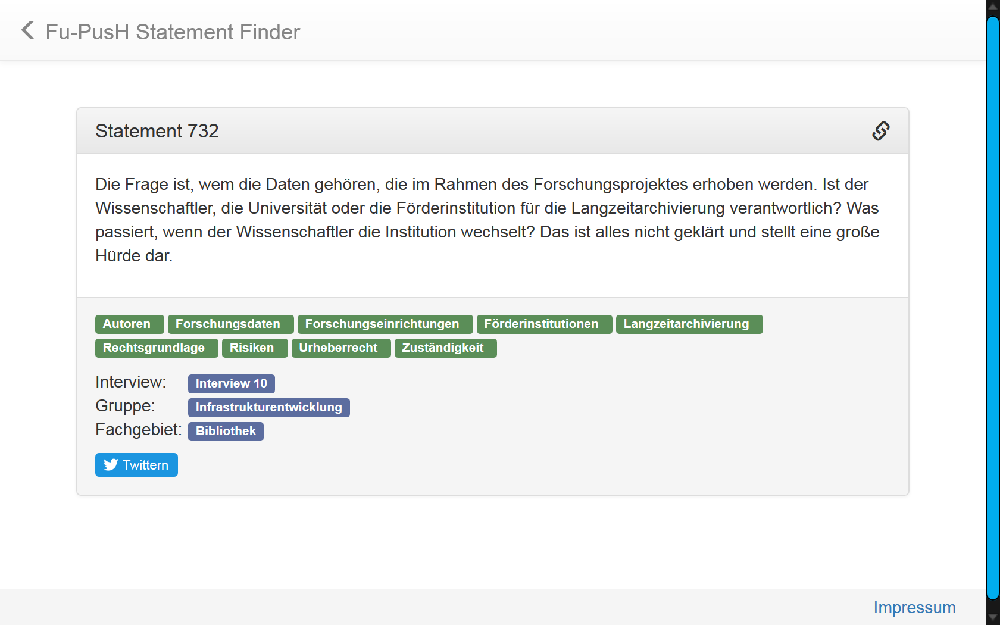 Fu-PusH Statement Finder
Statement 732
Die Frage ist, wem die Daten gehören, die im Rahmen des Forschungsprojektes erhoben werden. Ist der
Wissenschaftler, die Universität oder die Förderinstitution für die Langzeitarchivierung verantwortlich? Was
passiert, wenn der Wissenschaftler die Institution wechselt? Das ist alles nicht geklärt und stellt eine große
Hürde dar.
Autoren Forschungsdaten Forschungseinrichtungen Förderinstitutionen Langzeitarchivierung
Rechtsgrundlage Risiken Urheberrecht Zuständigkeit
Interview: Interview 10
Gruppe: Infrastrukturentwicklung
Fachgebiet: Bibliothek
Twittern
Impressum